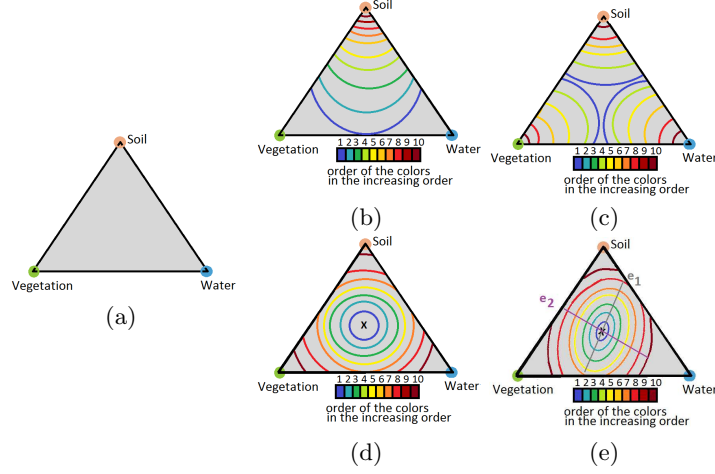 Soil
Vegetation
Water
(a)
Soil
Vegetation
Water
1 2 3 4 5 6 7 8 9 10
order of the colors
in the increasing order
(b)
Soil
Vegetation
Water
1 2 3 4 5 6 7 8 9 10
order of the colors
in the increasing order
(c)
Soil
x
Vegetation
Water
1 2 3 4 5 6 7 8 9 10
order of the colors
in the increasing order
(d)
Soil
e1
e2
x
Vegetation
Water
1 2 3 4 5 6 7 8 9 10
order of the colors
in the increasing order
(e)